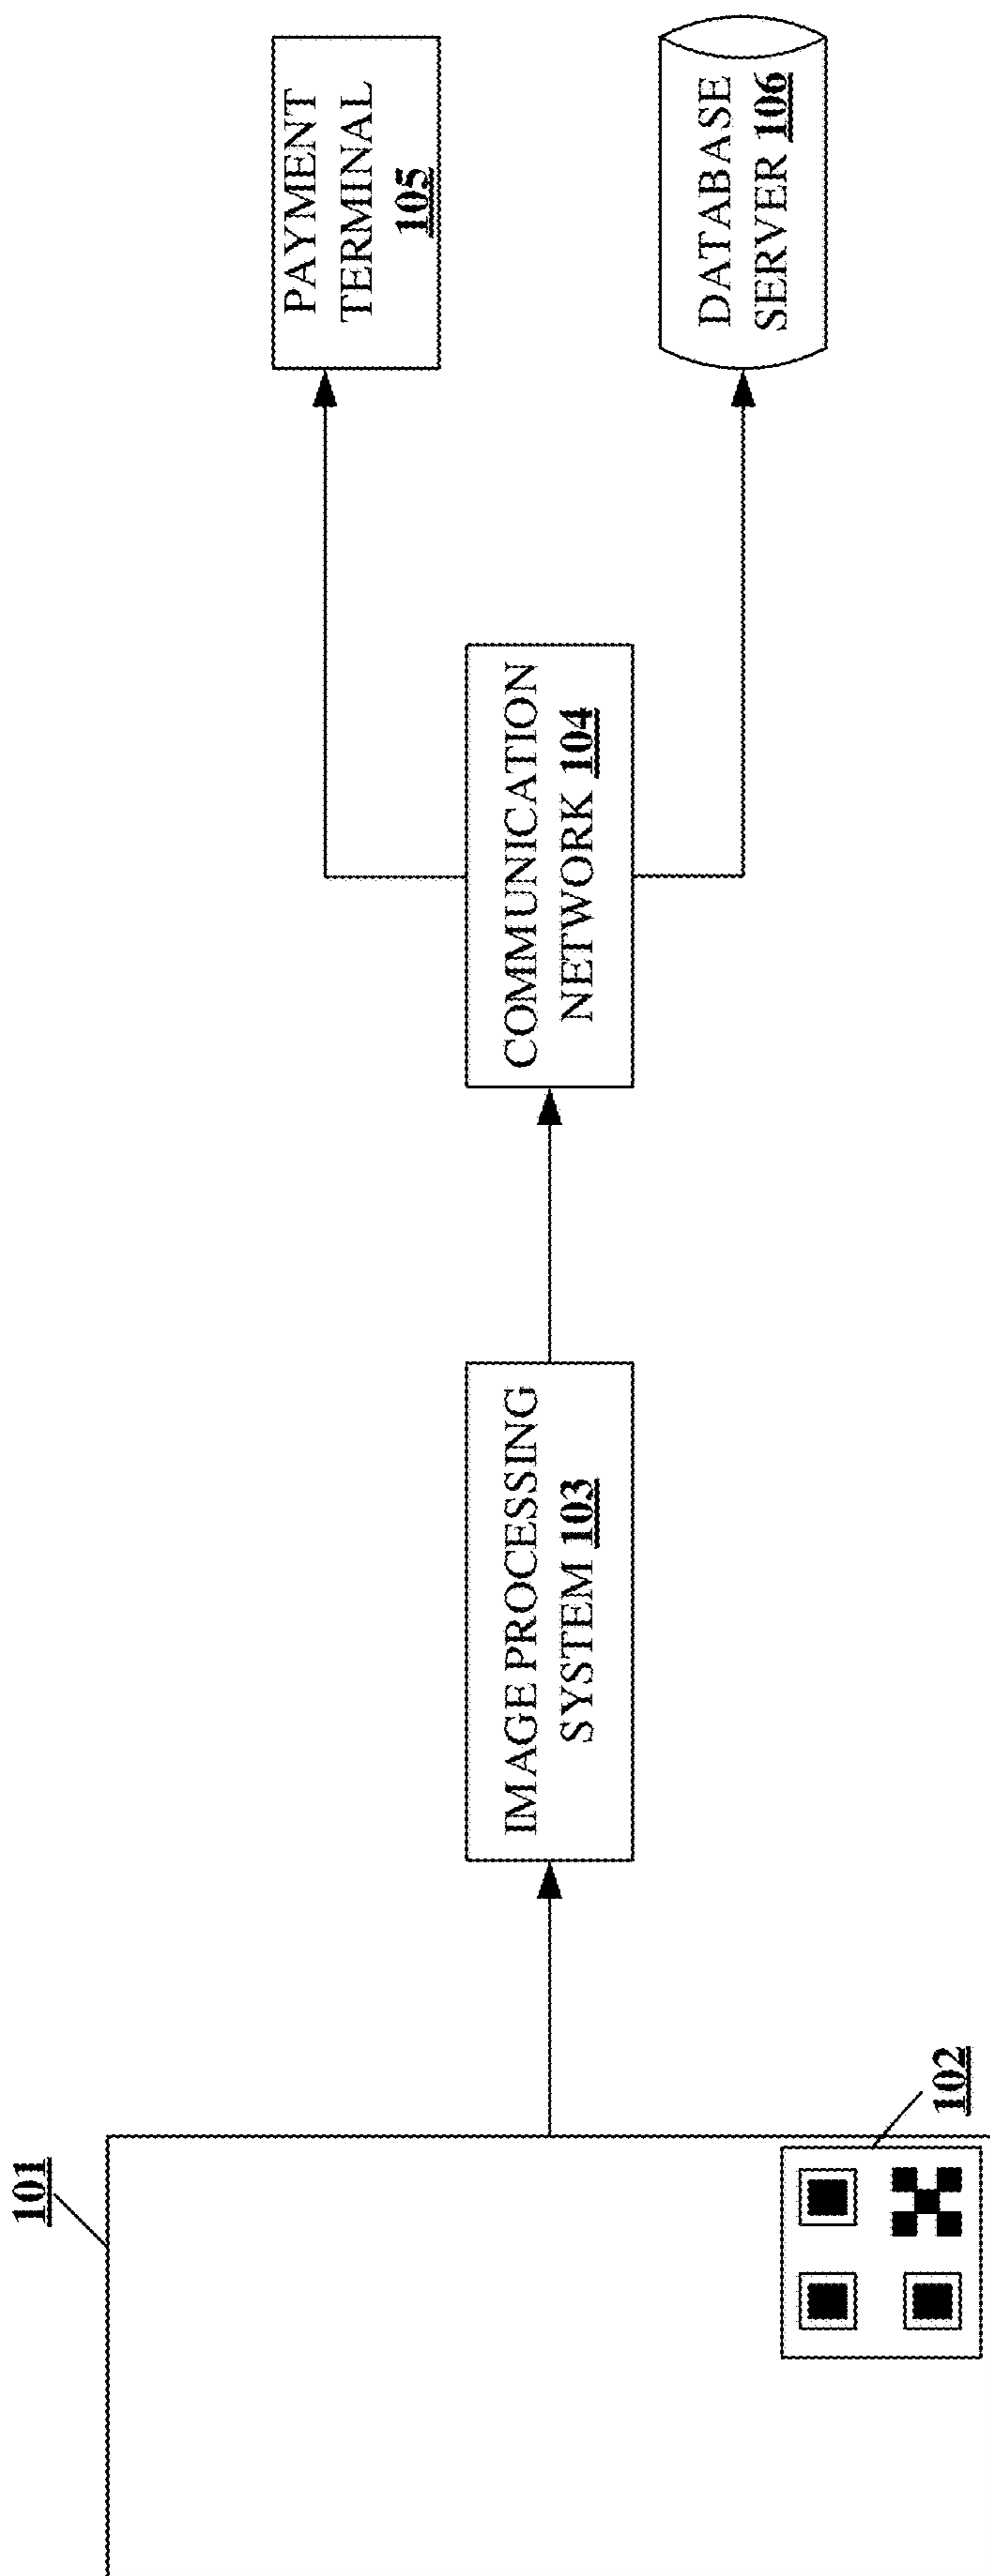 101
102
IMAGE PROCESSING
SYSTEM 103
COMMUNICATION
NETWORK 104
PAYMENT
TERMINAL
105
DATABASE
SERVER 106